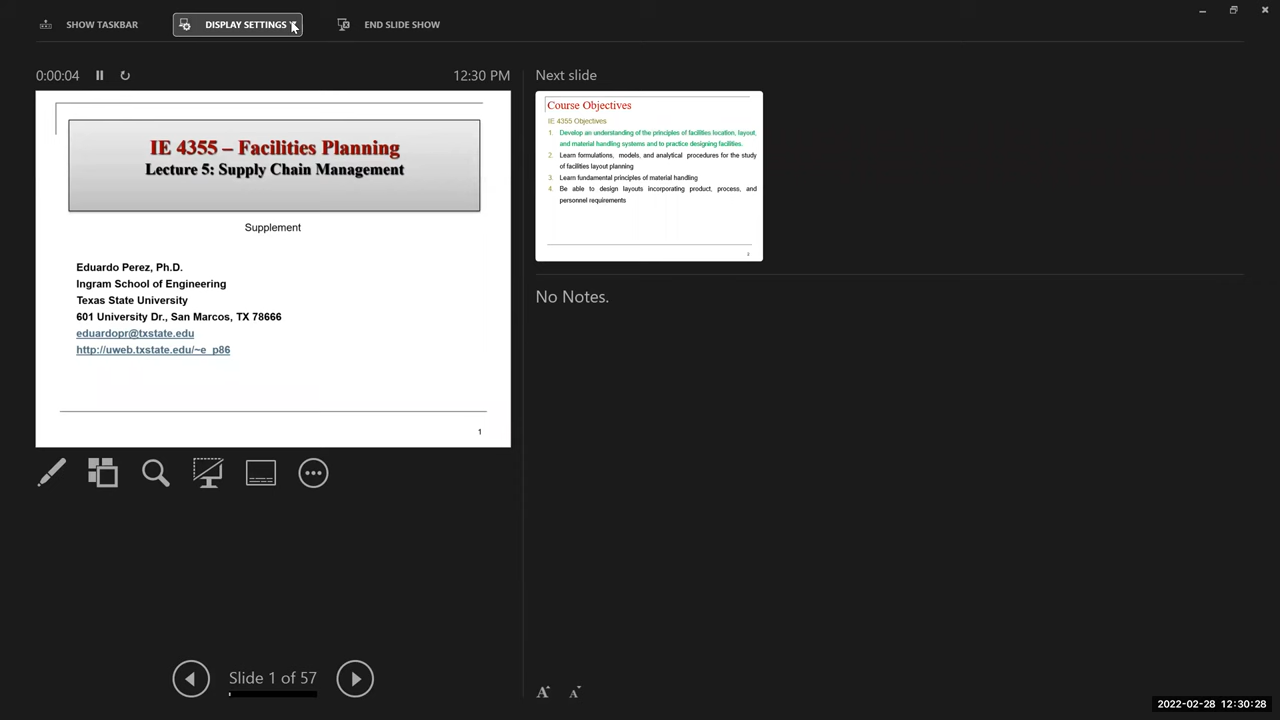 SHOW TASKBAR
DISPLAY SETTINGS
END SLIDE SHOW
0:00:04
12:30 PM
IE 4355 – Facilities Planning
Lecture 5: Supply Chain Management
Supplement
Eduardo Perez, Ph.D.
Ingram School of Engineering
Texas State University
601 University Dr., San Marcos, TX 78666
eduardopr@txstate.edu
http://uweb.txstate.edu/~e_p86
1
Slide 1 of 57
Next slide
Course Objectives
IE 4355 Objectives
1. Develop an understanding of the principles of facilities location, layout,
and material handling systems and to practice designing facilities.
2. Learn formulations, models, and analytical procedures for the study
of facilities layout planning
3. Learn fundamental principles of material handling
4. Be able to design layouts incorporating product, process, and
personnel requirements
2
No Notes.
A A
2022-02-28 12:30:28